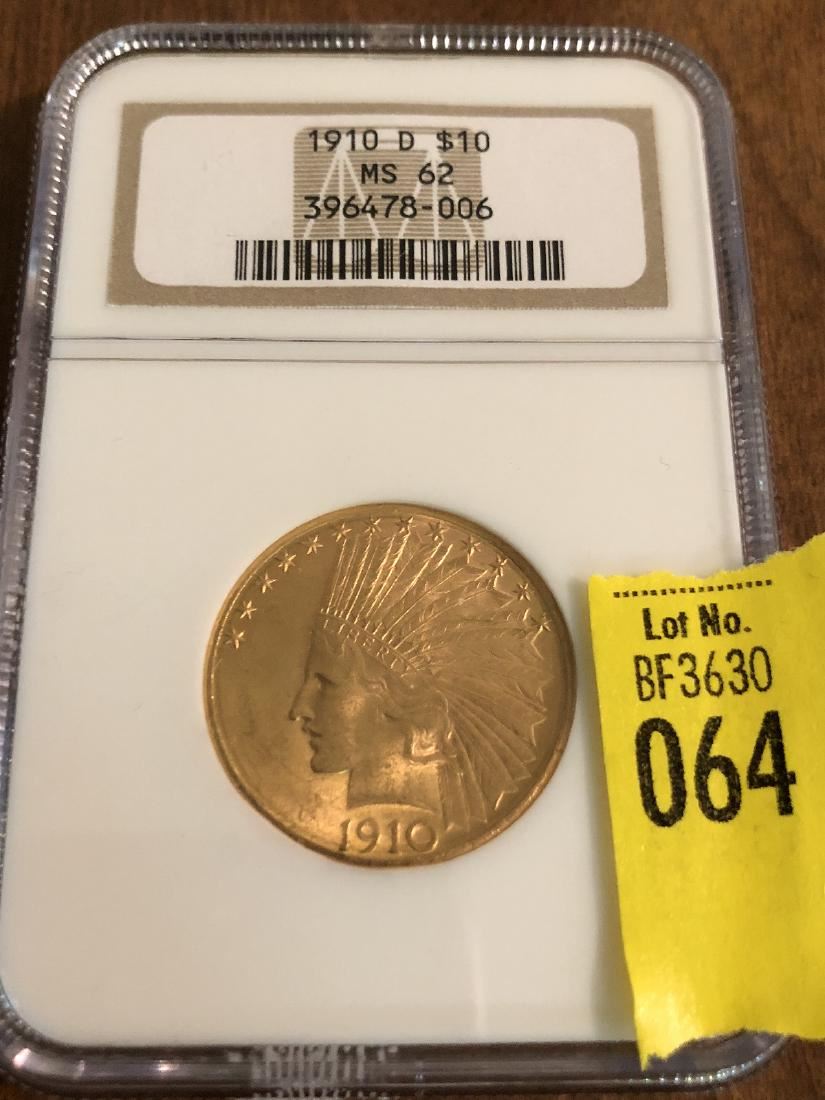 1910 D $10
MS 62
396478-006
LIBERTY
1910
Lot No.
BF3630
064